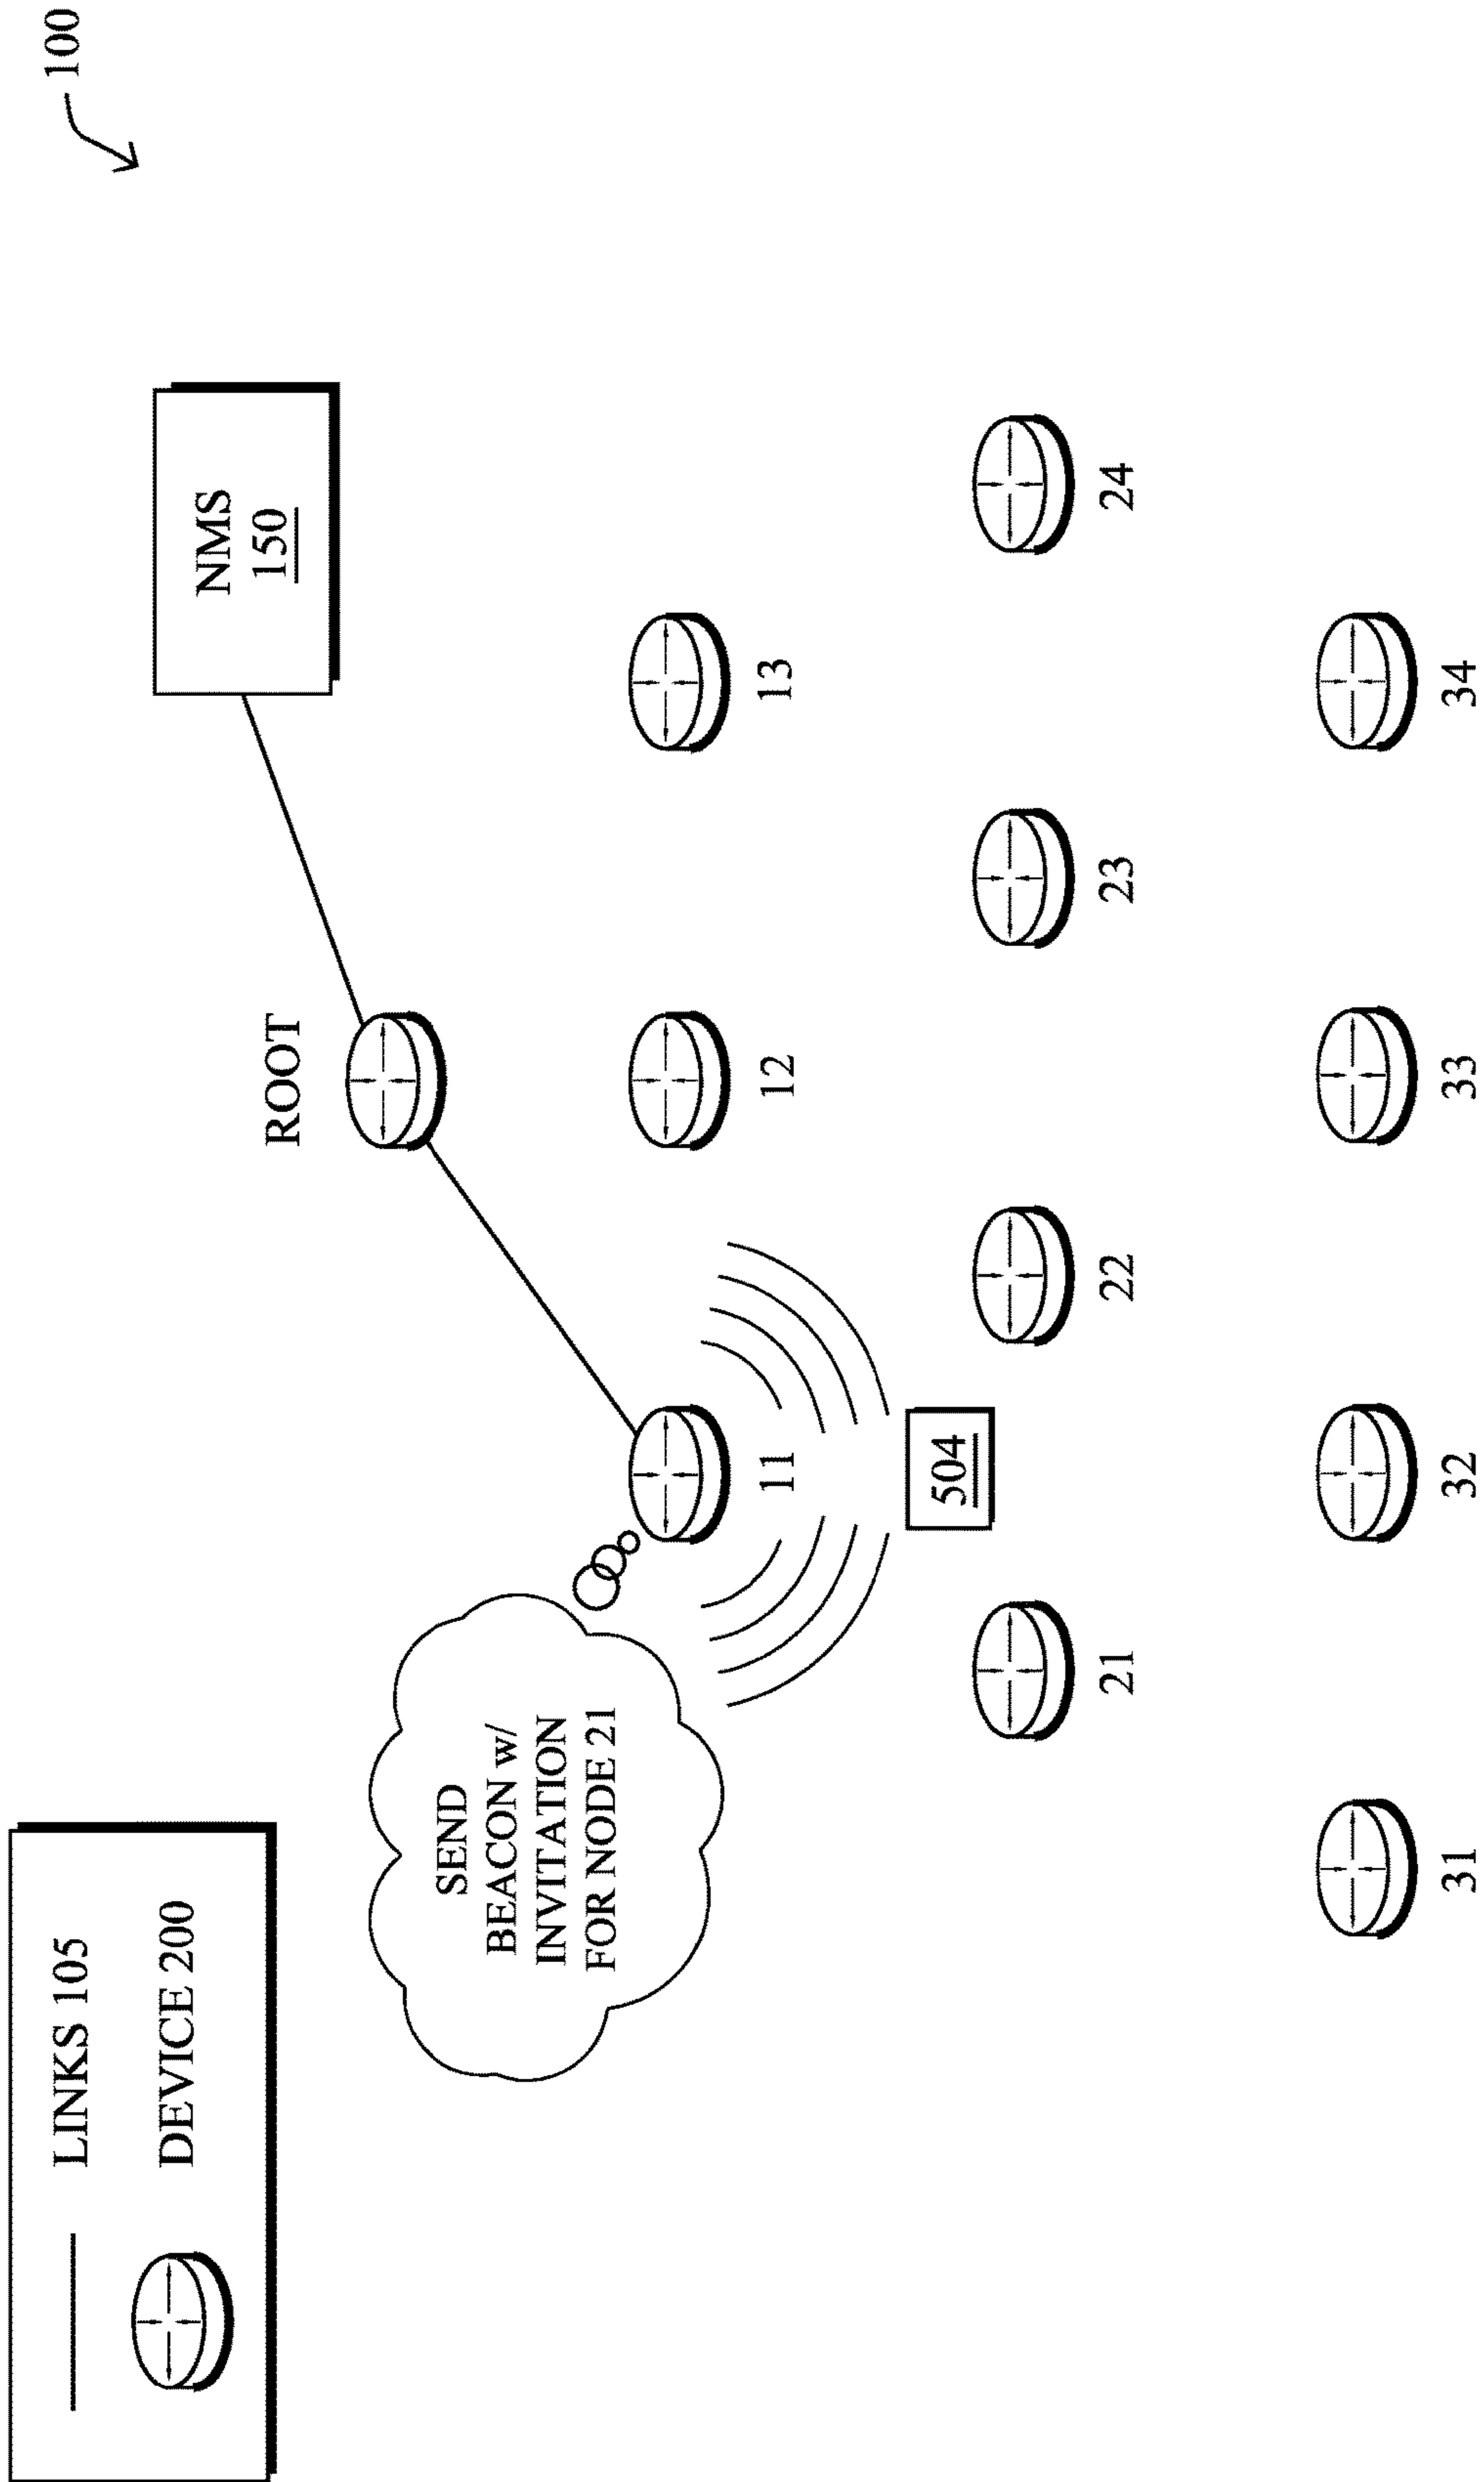 100
LINKS 105
DEVICE 200
NMS
150
ROOT
SEND
BEACON w/
INVITATION
FOR NODE 21
11
12
13
504
21
22
23
24
31
32
33
34